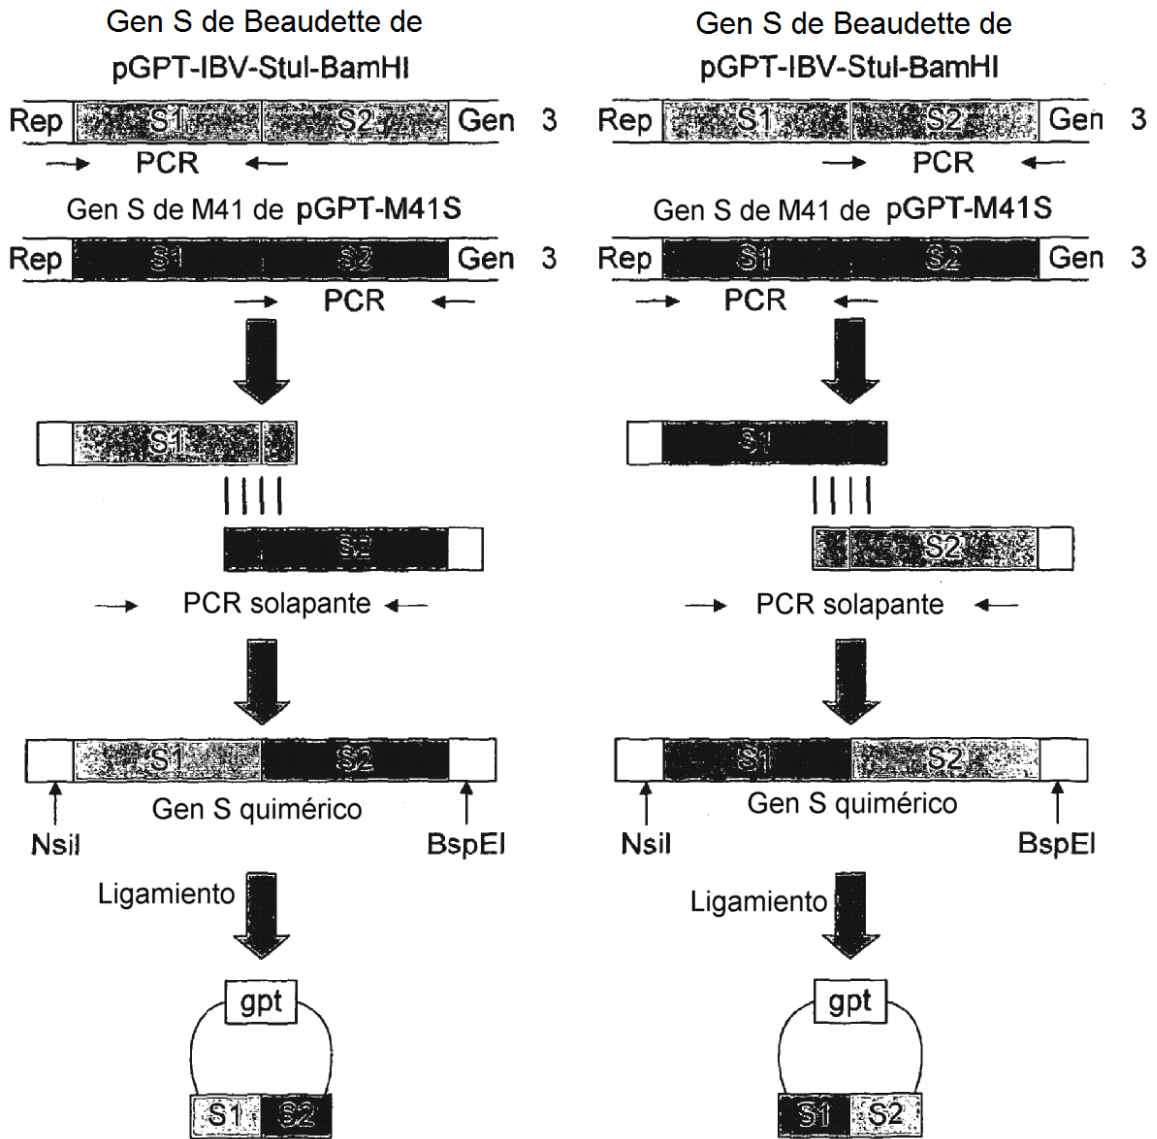 Gen S de Beaudette de
pGPT-IBV-StuI-BamHI
Rep S1 S2 Gen 3
PCR
Gen S de M41 de pGPT-M41S
Rep S1 S2 Gen 3
PCR
S1
S2
PCR solapante
S1 S2
Gen S quimérico
NsiI BspEI
Ligamiento
gpt
S1 S2
Gen S de Beaudette de
pGPT-IBV-StuI-BamHI
Rep S1 S2 Gen 3
PCR
Gen S de M41 de pGPT-M41S
Rep S1 S2 Gen 3
PCR
S1
S2
PCR solapante
S1 S2
Gen S quimérico
NsiI BspEI
Ligamiento
gpt
S1 S2